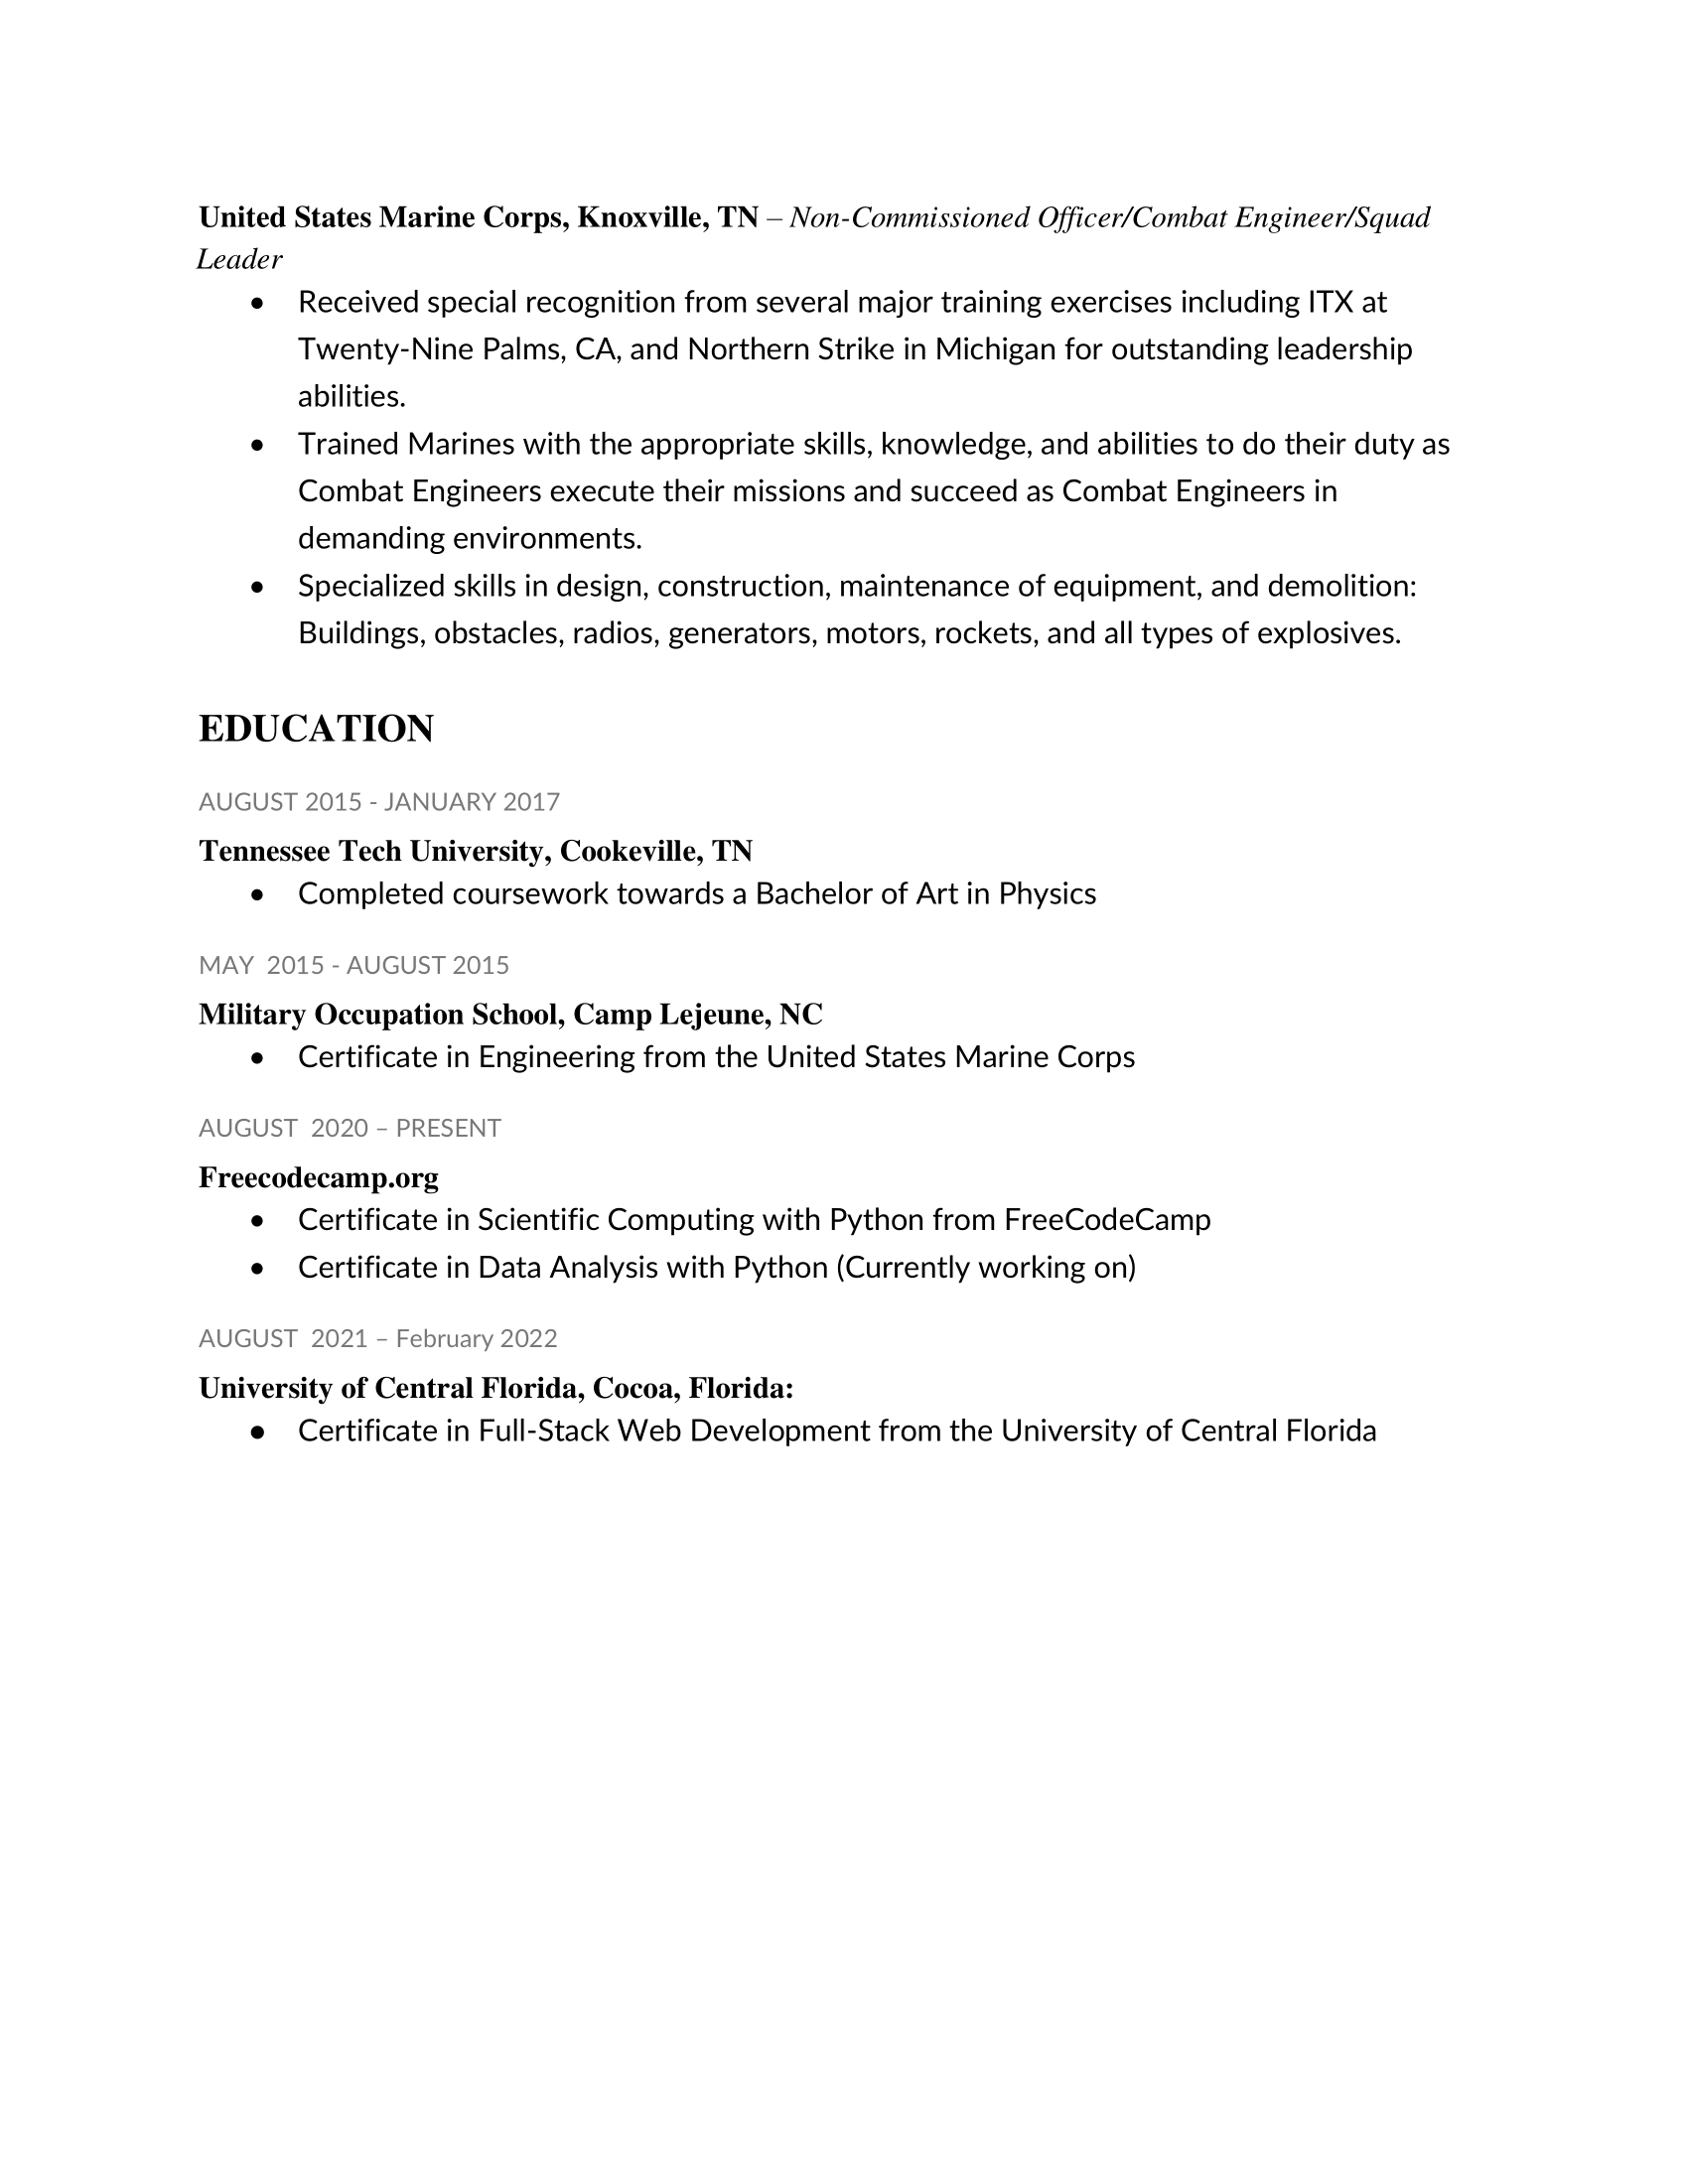 United States Marine Corps, Knoxville, TN – Non-Commissioned Officer/Combat Engineer/Squad
Leader
• Received special recognition from several major training exercises including ITX at
Twenty-Nine Palms, CA, and Northern Strike in Michigan for outstanding leadership
abilities.
• Trained Marines with the appropriate skills, knowledge, and abilities to do their duty as
Combat Engineers execute their missions and succeed as Combat Engineers in
demanding environments.
• Specialized skills in design, construction, maintenance of equipment, and demolition:
Buildings, obstacles, radios, generators, motors, rockets, and all types of explosives.
EDUCATION
AUGUST 2015 - JANUARY 2017
Tennessee Tech University, Cookeville, TN
• Completed coursework towards a Bachelor of Art in Physics
MAY  2015 - AUGUST 2015
Military Occupation School, Camp Lejeune, NC
• Certificate in Engineering from the United States Marine Corps
AUGUST  2020 – PRESENT
Freecodecamp.org
• Certificate in Scientific Computing with Python from FreeCodeCamp
• Certificate in Data Analysis with Python (Currently working on)
AUGUST  2021 – February 2022
University of Central Florida, Cocoa, Florida:
• Certificate in Full-Stack Web Development from the University of Central Florida